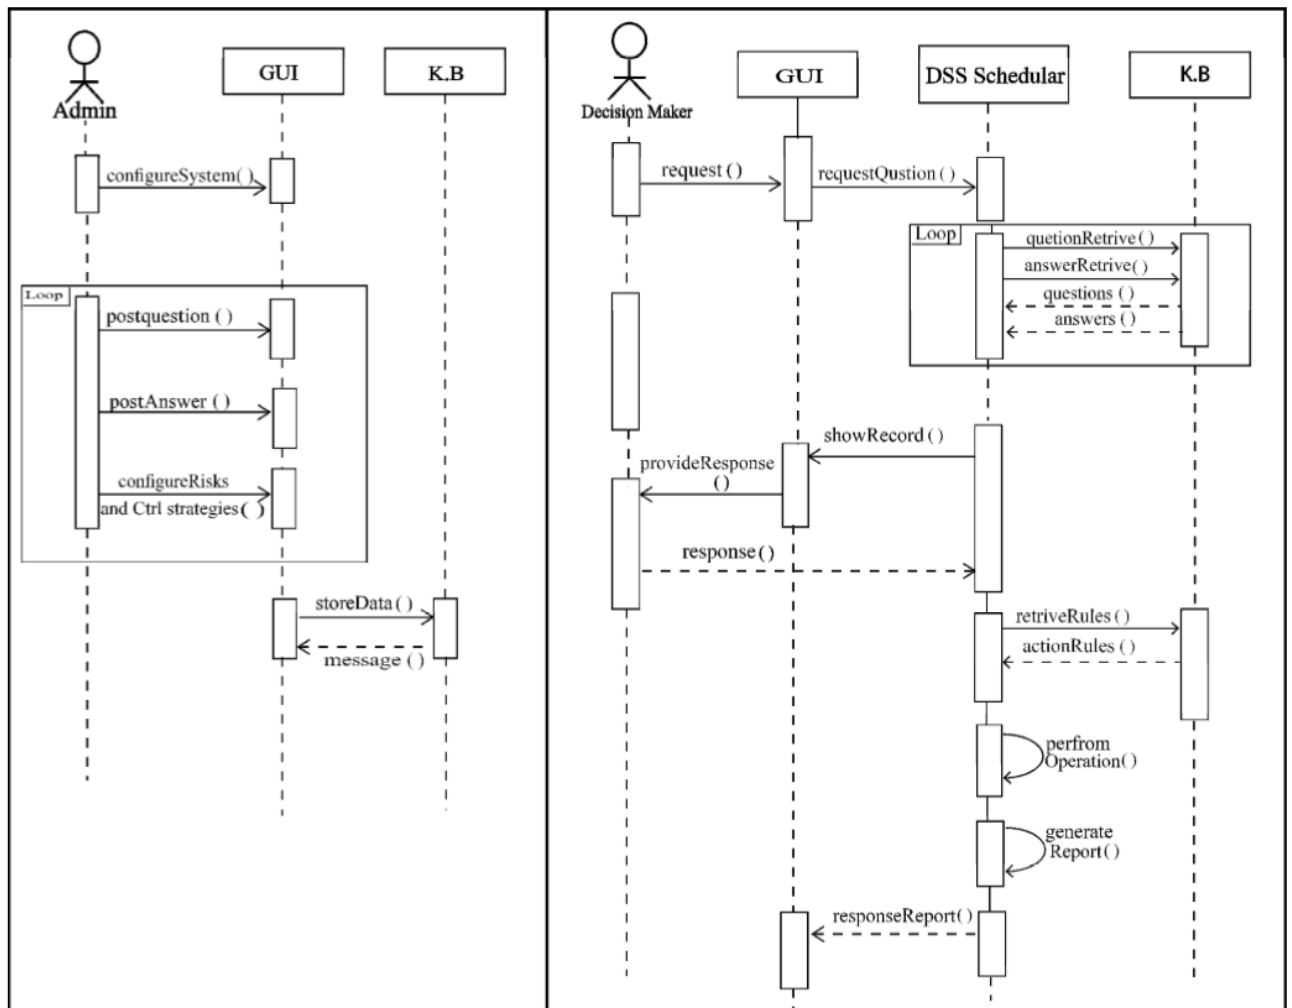 Admin
GUI
K.B
configureSystem()
Loop
postquestion ()
postAnswer ()
configureRisks
and Ctrl strategies( )
storeData()
message ()
Decision Maker
GUI
DSS Schedular
K.B
request()
requestQustion ()
Loop
quetionRetrive()
answerRetrive()
questions ()
answers ()
showRecord()
provideResponse
()
response()
retriveRules()
actionRules ()
perfrom
Operation()
generate
Report()
responseReport()